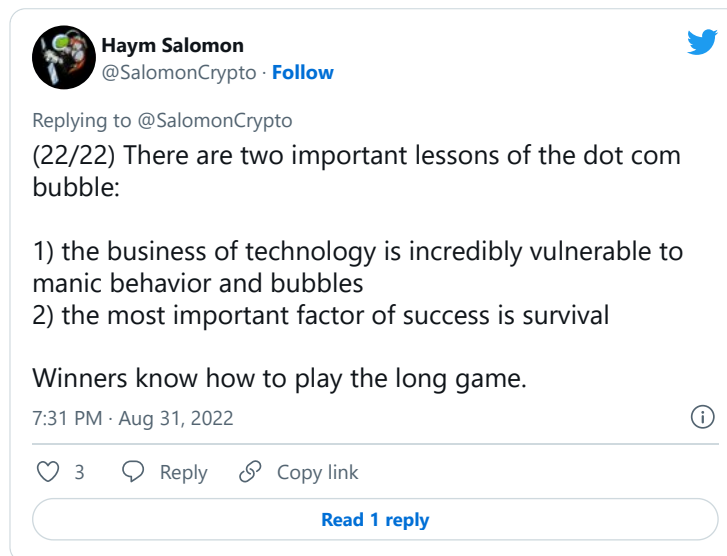 Haym Salomon
@SalomonCrypto · Follow
Replying to @SalomonCrypto
(22/22) There are two important lessons of the dot com
bubble:
1) the business of technology is incredibly vulnerable to
manic behavior and bubbles
2) the most important factor of success is survival
Winners know how to play the long game.
7:31 PM · Aug 31, 2022
3 Reply Copy link
Read 1 reply